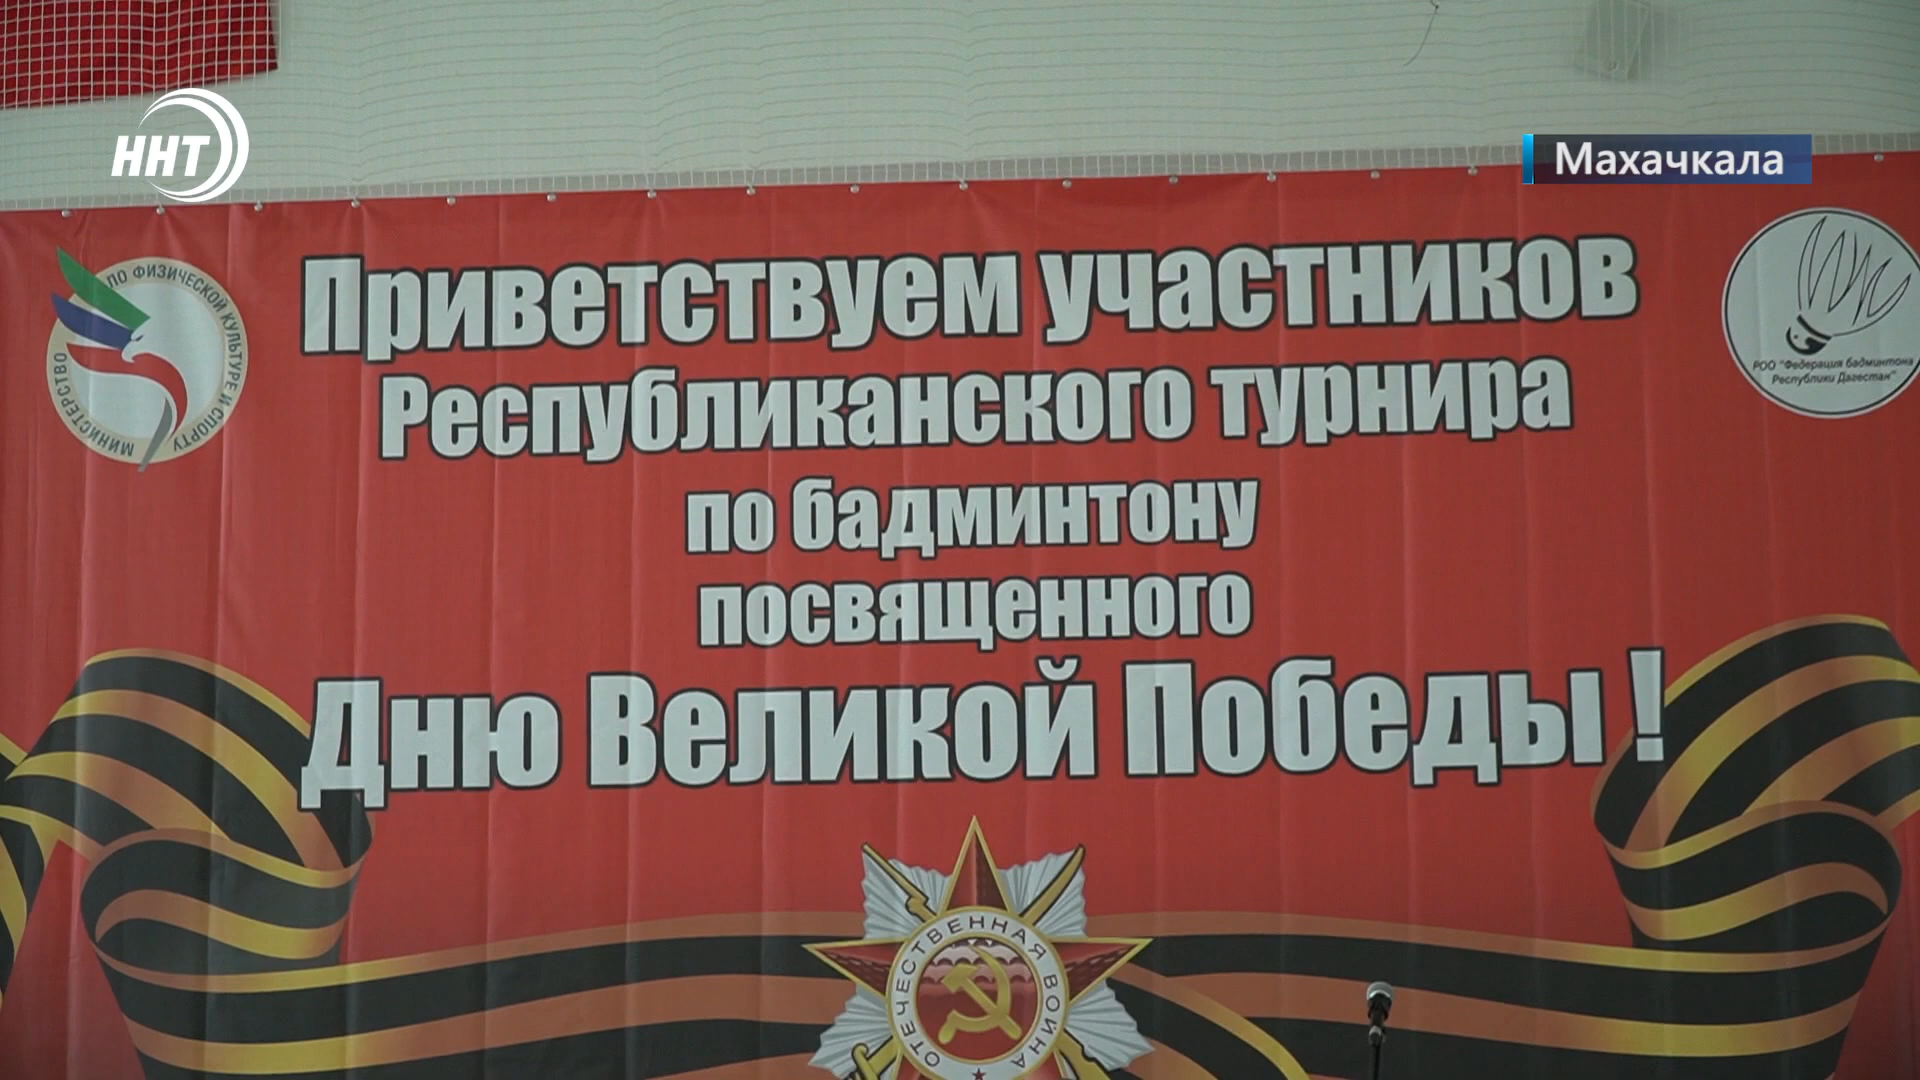 ННТ
Махачкала
МИНИСТЕРСТВО ПО ФИЗИЧЕСКОЙ КУЛЬТУРЕ И СПОРТУ
Приветствуем участников
Республиканского турнира
по бадминтону
посвященного
Дню Великой Победы !
РОО "Федерация бадминтона
Республики Дагестан"
ОТЕЧЕСТВЕННАЯ ВОЙНА